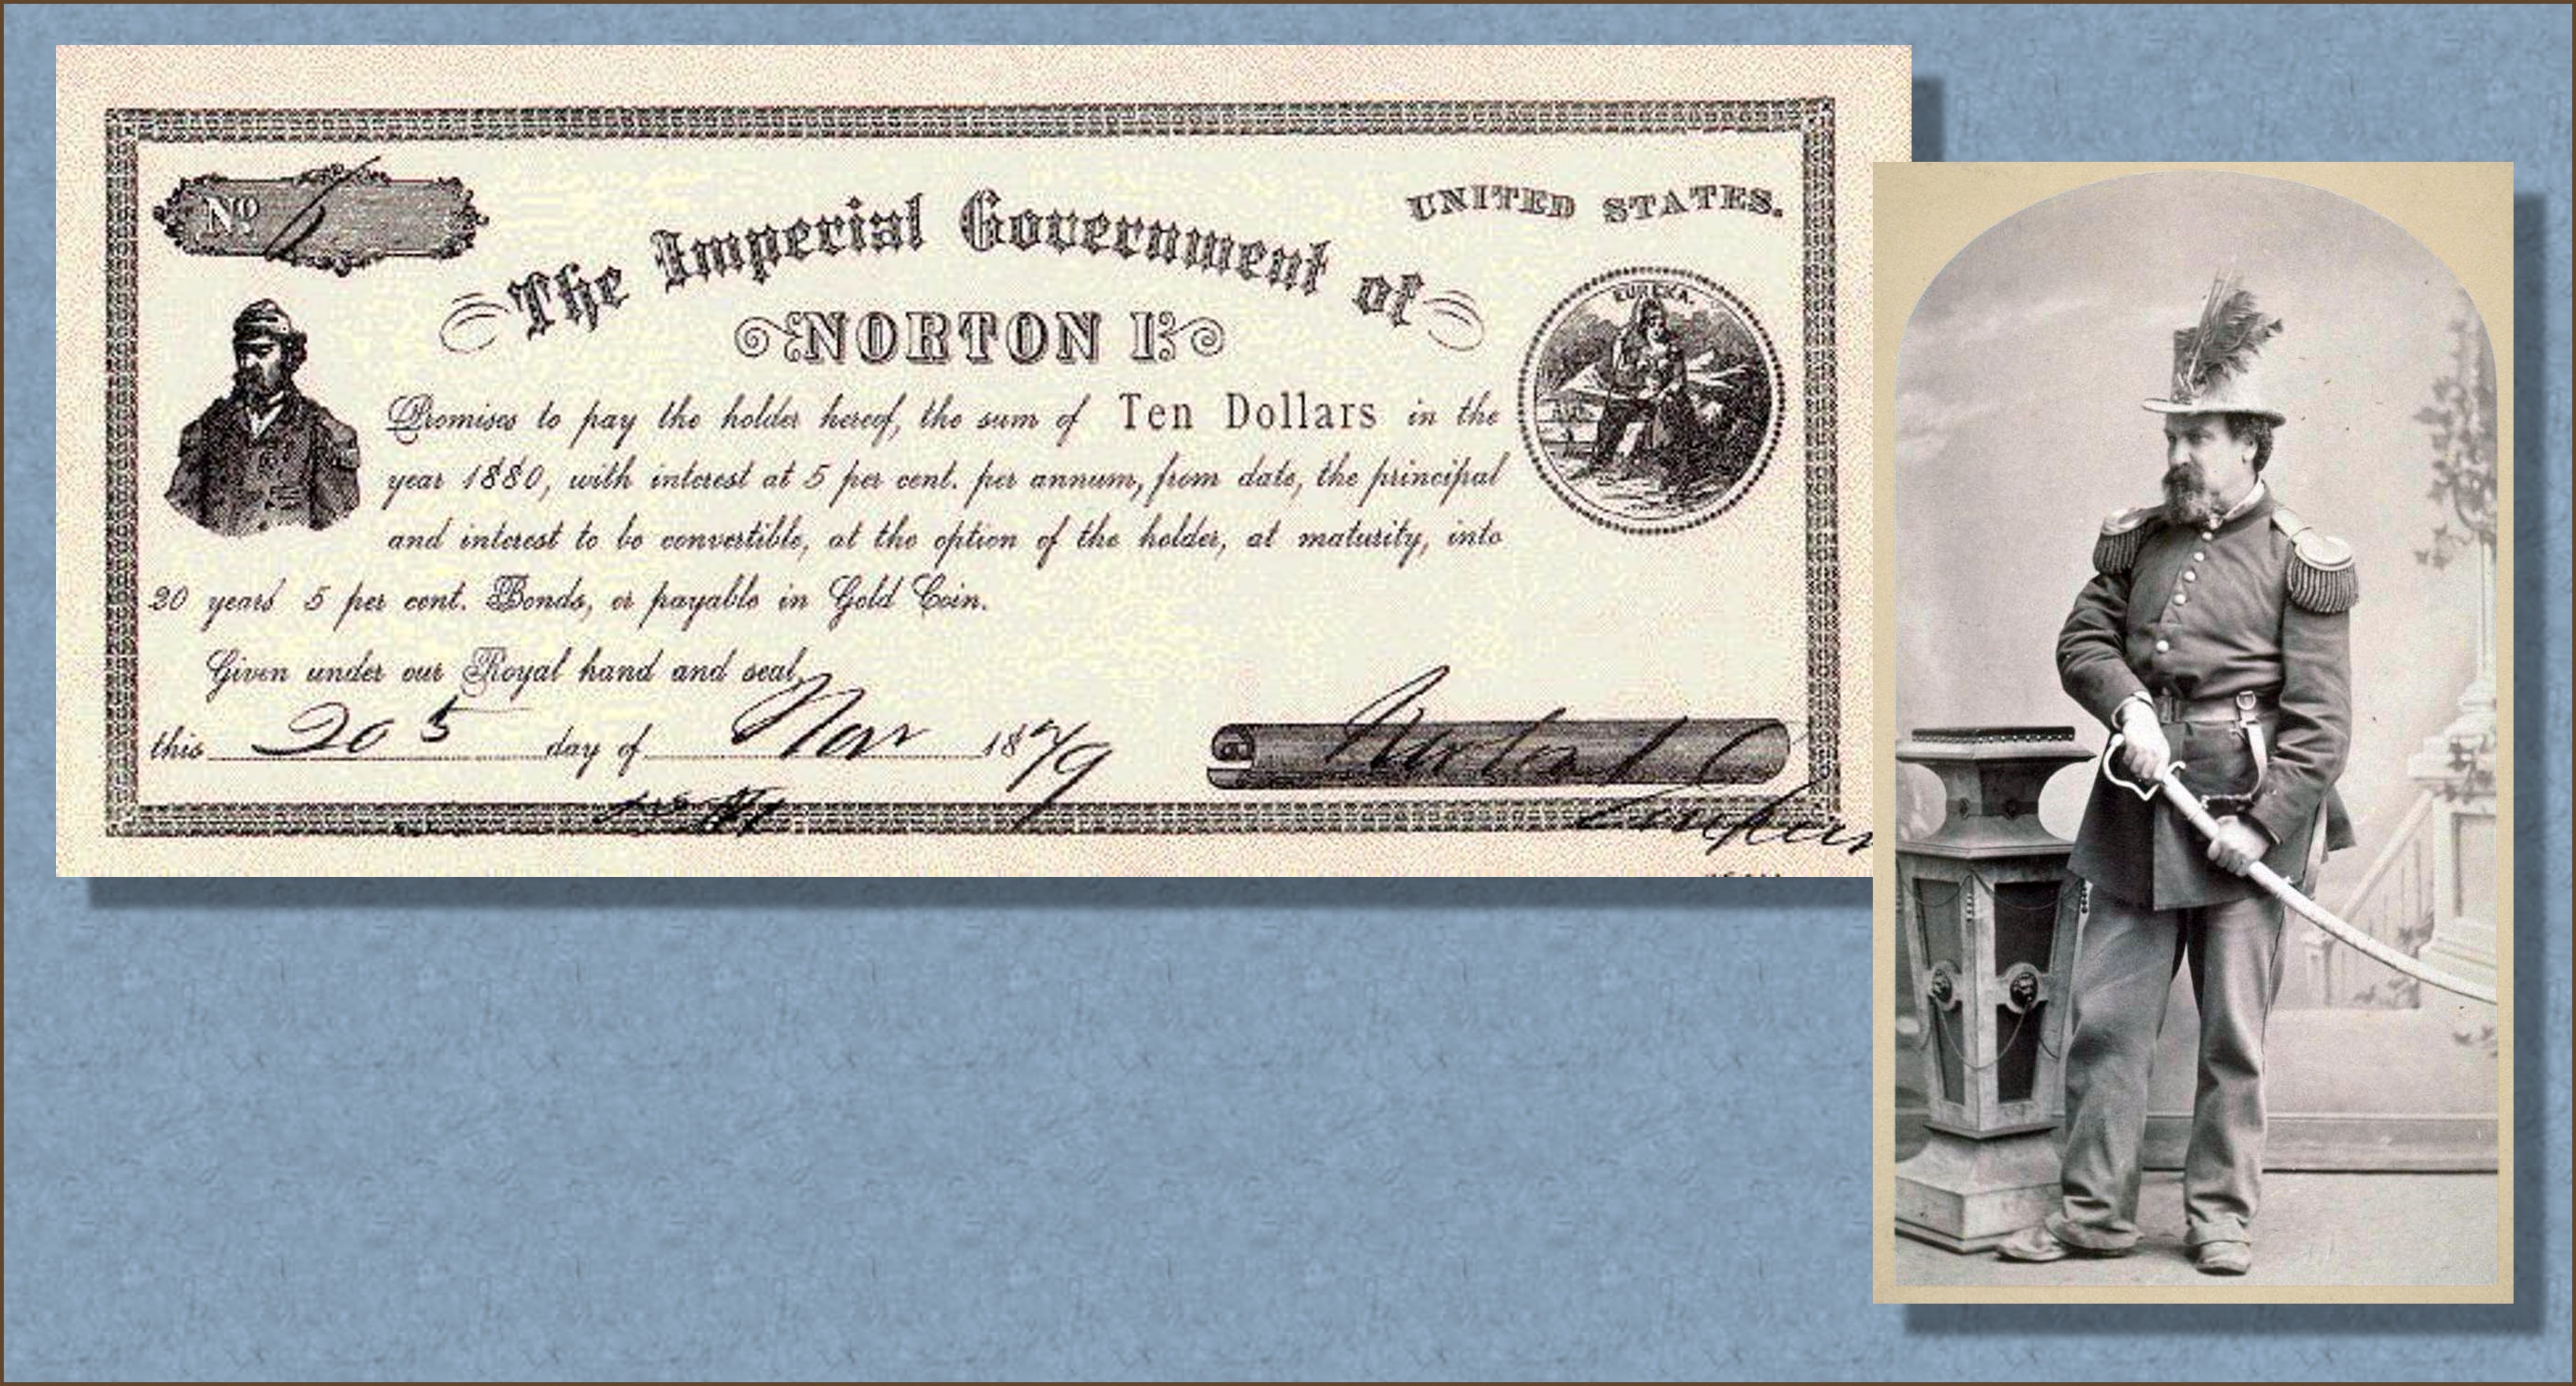 Nº
UNITED STATES.
The Imperial Government of
NORTON I.
EUREKA.
Promises to pay the holder hereof, the sum of Ten Dollars in the
year 1880, with interest at 5 per cent. per annum, from date, the principal
and interest to be convertible, at the option of the holder, at maturity, into
20 years 5 per cent. Bonds, or payable in Gold Coin.
Given under our Royal hand and seal,
this 20 5 day of Nov 1879
Norton I